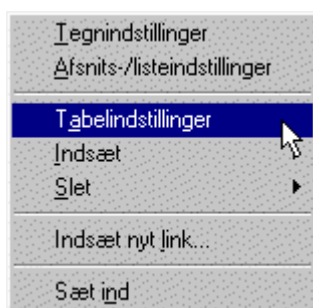 Tegnindstillinger
Afsnits-/listeindstillinger
Tabelindstillinger
Indsæt
Slet
Indsæt nyt link...
Sæt ind